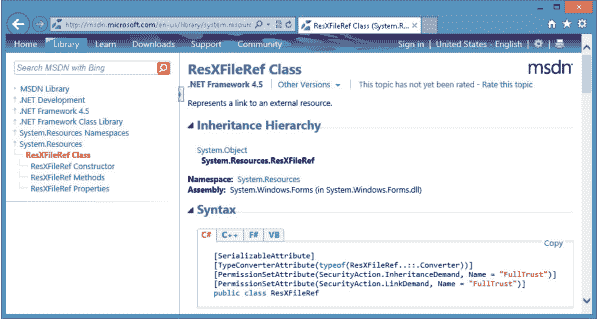 http://msdn.microsoft.com/en-us/library/system.resour
ResXFileRef Class (System.R...
Home Library Learn Downloads Support Community Sign in United States - English
Search MSDN with Bing
MSDN Library
.NET Development
.NET Framework 4.5
.NET Framework Class Library
System.Resources Namespaces
System.Resources
ResXFileRef Class
ResXFileRef Constructor
ResXFileRef Methods
ResXFileRef Properties
ResXFileRef Class
msdn
.NET Framework 4.5 Other Versions This topic has not yet been rated - Rate this topic
Represents a link to an external resource.
Inheritance Hierarchy
System.Object
System.Resources.ResXFileRef
Namespace: System.Resources
Assembly: System.Windows.Forms (in System.Windows.Forms.dll)
Syntax
C# C++ F# VB
Copy
[SerializableAttribute]
[TypeConverterAttribute(typeof(ResXFileRef..::.Converter))]
[PermissionSetAttribute(SecurityAction.InheritanceDemand, Name = "FullTrust")]
[PermissionSetAttribute(SecurityAction.LinkDemand, Name = "FullTrust")]
public class ResXFileRef